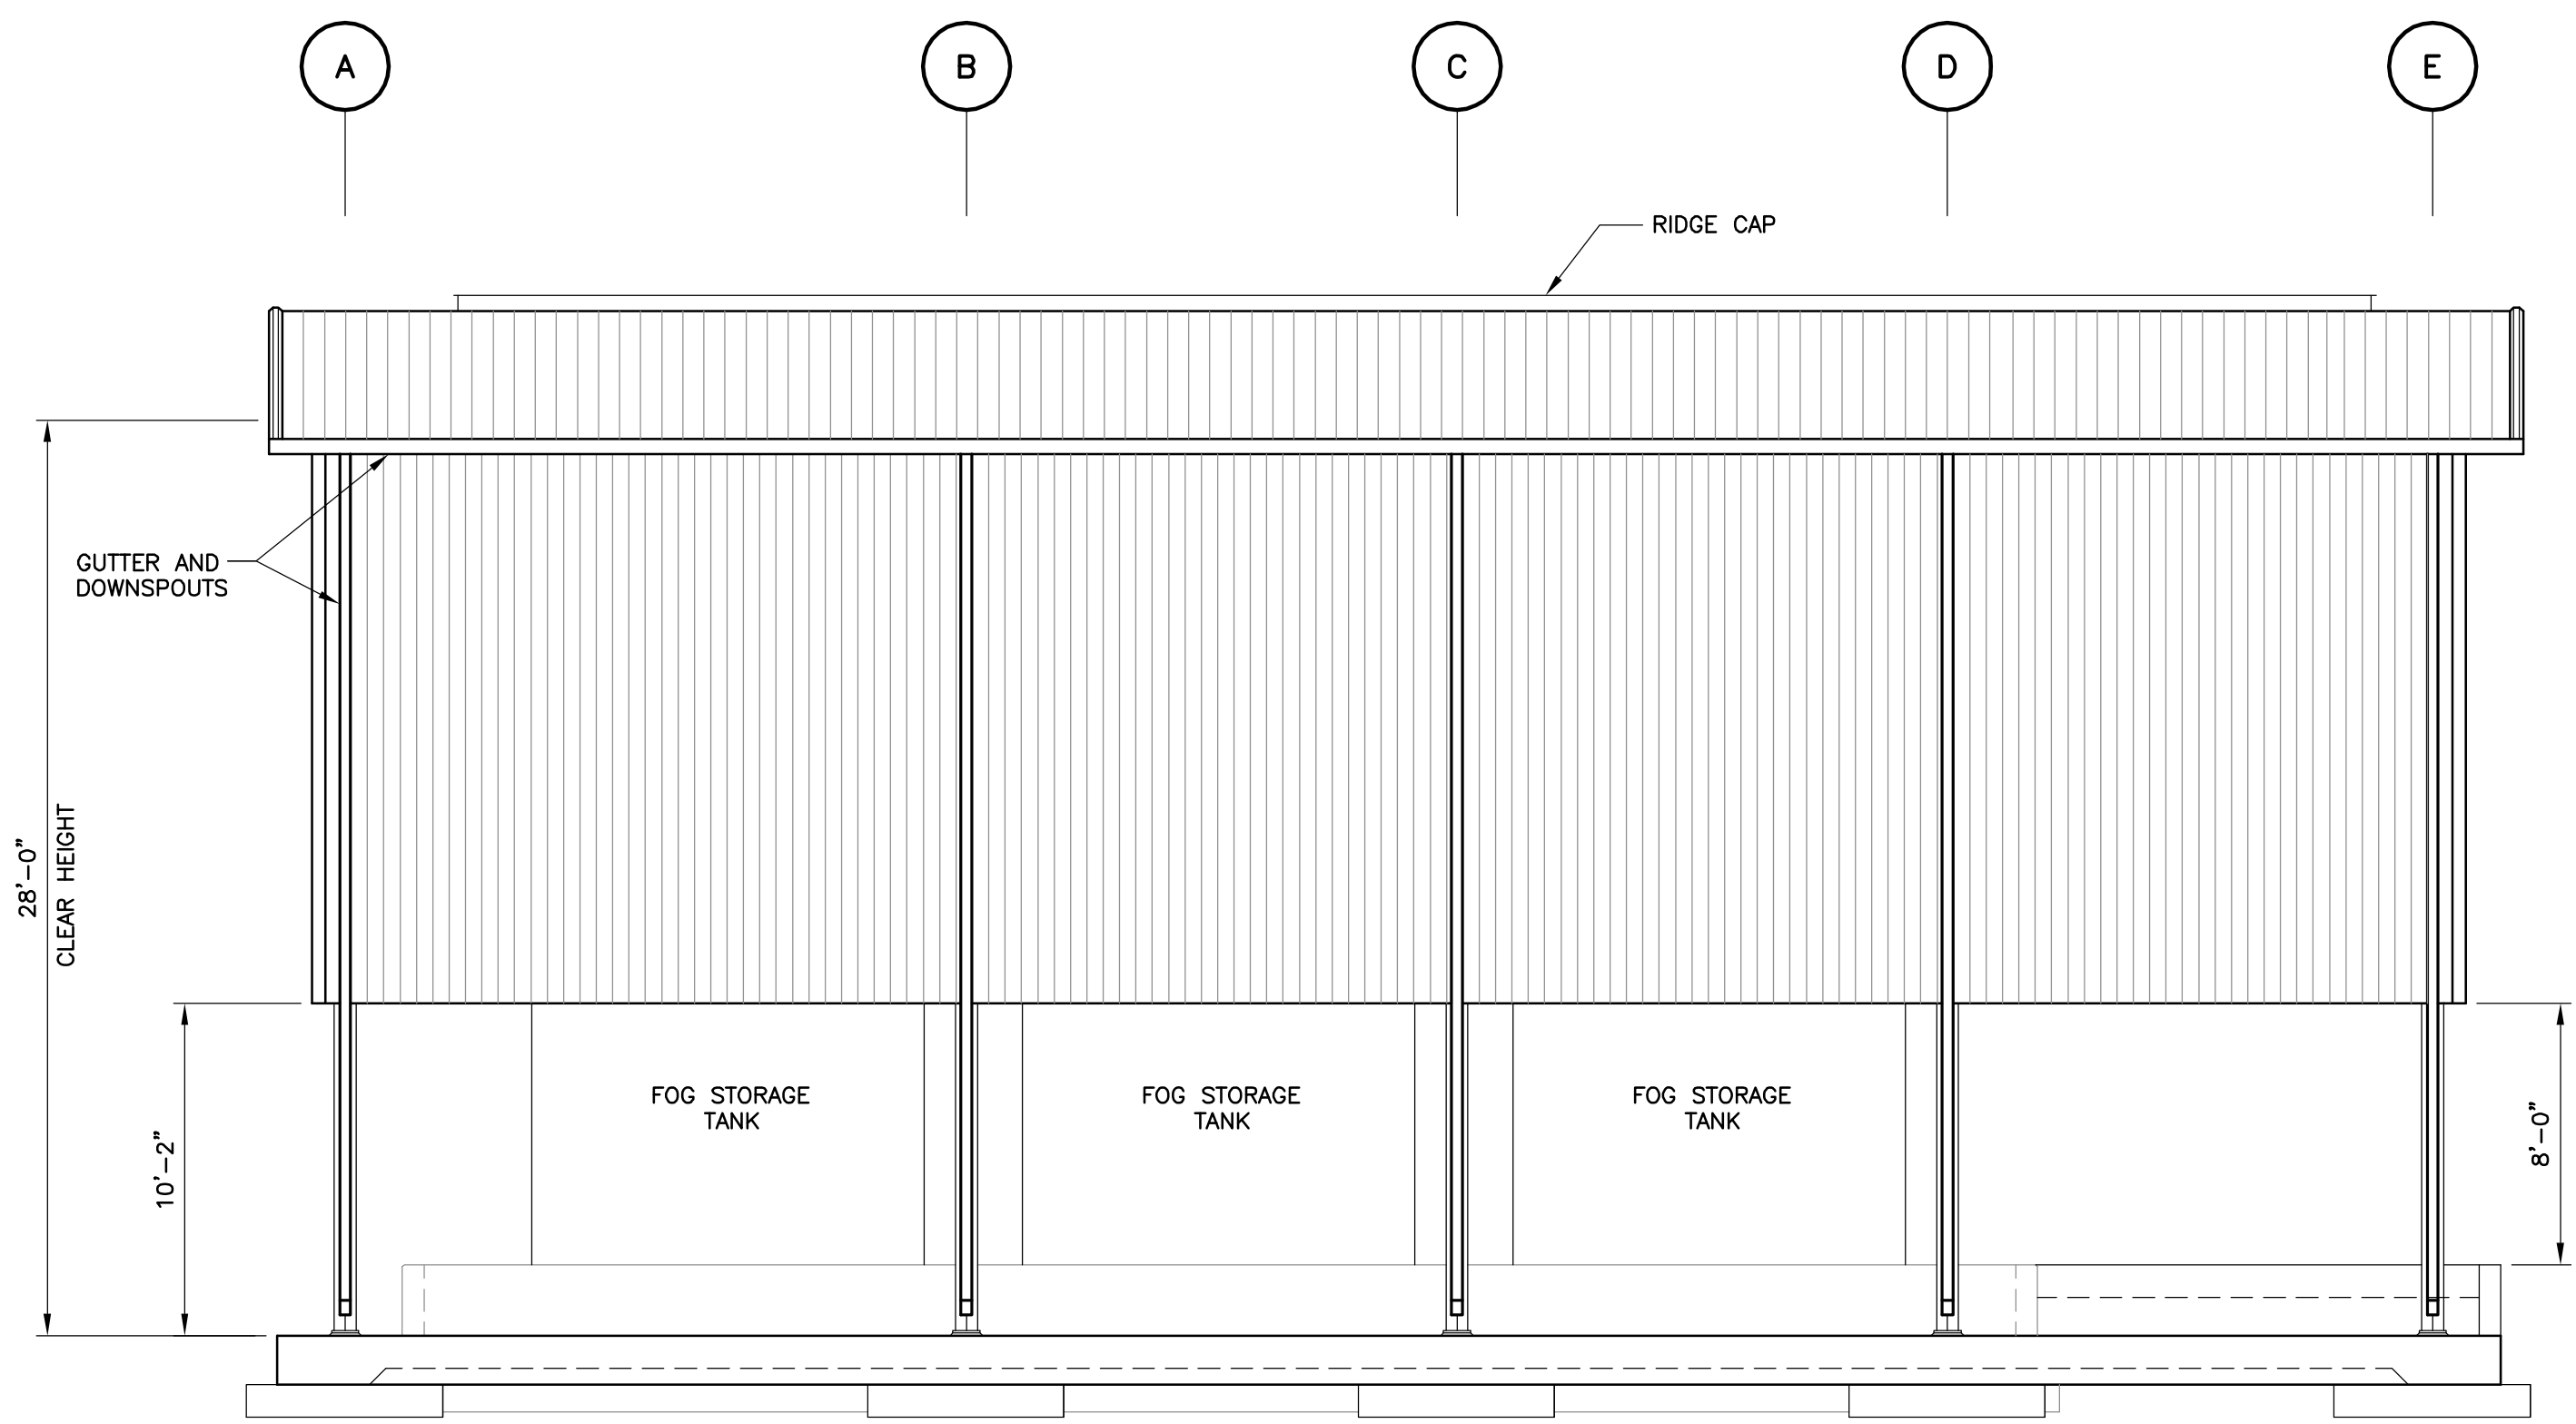 A
B
C
D
E
RIDGE CAP
GUTTER AND
DOWNSPOUTS
28'-0"
CLEAR HEIGHT
FOG STORAGE
TANK
FOG STORAGE
TANK
FOG STORAGE
TANK
10'-2"
8'-0"